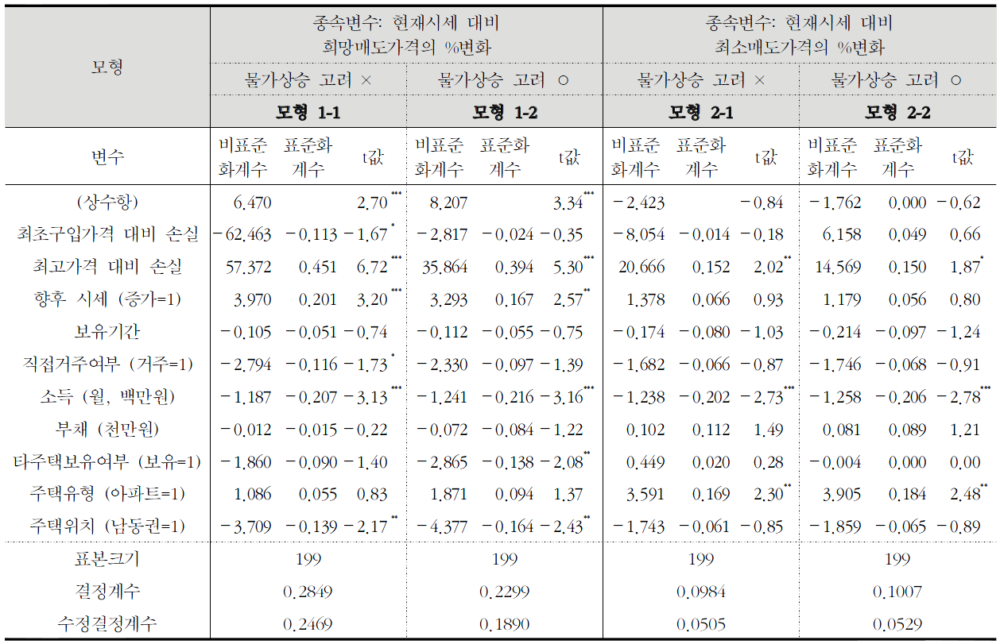 모형 종속변수: 현재시세 대비 희망매도가격의 %변화 종속변수: 현재시세 대비 최소매도가격의 %변화
물가상승 고려 × 물가상승 고려 ○ 물가상승 고려 × 물가상승 고려 ○
모형 1-1 모형 1-2 모형 2-1 모형 2-2
변수 비표준화계수 표준화계수 t값 비표준화계수 표준화계수 t값 비표준화계수 표준화계수 t값 비표준화계수 표준화계수 t값
(상수항) 6.470 2.70*** 8.207 3.34*** -2.423 -0.84 -1.762 0.000 -0.62
최초구입가격 대비 손실 -62.463 -0.113 -1.67* -2.817 -0.024 -0.35 -8.054 -0.014 -0.18 6.158 0.049 0.66
최고가격 대비 손실 57.372 0.451 6.72*** 35.864 0.394 5.30*** 20.666 0.152 2.02** 14.569 0.150 1.87*
향후 시세 (증가=1) 3.970 0.201 3.20*** 3.293 0.167 2.57** 1.378 0.066 0.93 1.179 0.056 0.80
보유기간 -0.105 -0.051 -0.74 -0.112 -0.055 -0.75 -0.174 -0.080 -1.03 -0.214 -0.097 -1.24
직접거주여부 (거주=1) -2.794 -0.116 -1.73* -2.330 -0.097 -1.39 -1.682 -0.066 -0.87 -1.746 -0.068 -0.91
소득 (월, 백만원) -1.187 -0.207 -3.13*** -1.241 -0.216 -3.16*** -1.238 -0.202 -2.73*** -1.258 -0.206 -2.78***
부채 (천만원) -0.012 -0.015 -0.22 -0.072 -0.084 -1.22 0.102 0.112 1.49 0.081 0.089 1.21
타주택보유여부 (보유=1) -1.860 -0.090 -1.40 -2.865 -0.138 -2.08** 0.449 0.020 0.28 -0.004 0.000 0.00
주택유형 (아파트=1) 1.086 0.055 0.83 1.871 0.094 1.37 3.591 0.169 2.30** 3.905 0.184 2.48**
주택위치 (남동권=1) -3.709 -0.139 -2.17** -4.377 -0.164 -2.43** -1.743 -0.061 -0.85 -1.859 -0.065 -0.89
표본크기 199 199 199 199
결정계수 0.2849 0.2299 0.0984 0.1007
수정결정계수 0.2469 0.1890 0.0505 0.0529